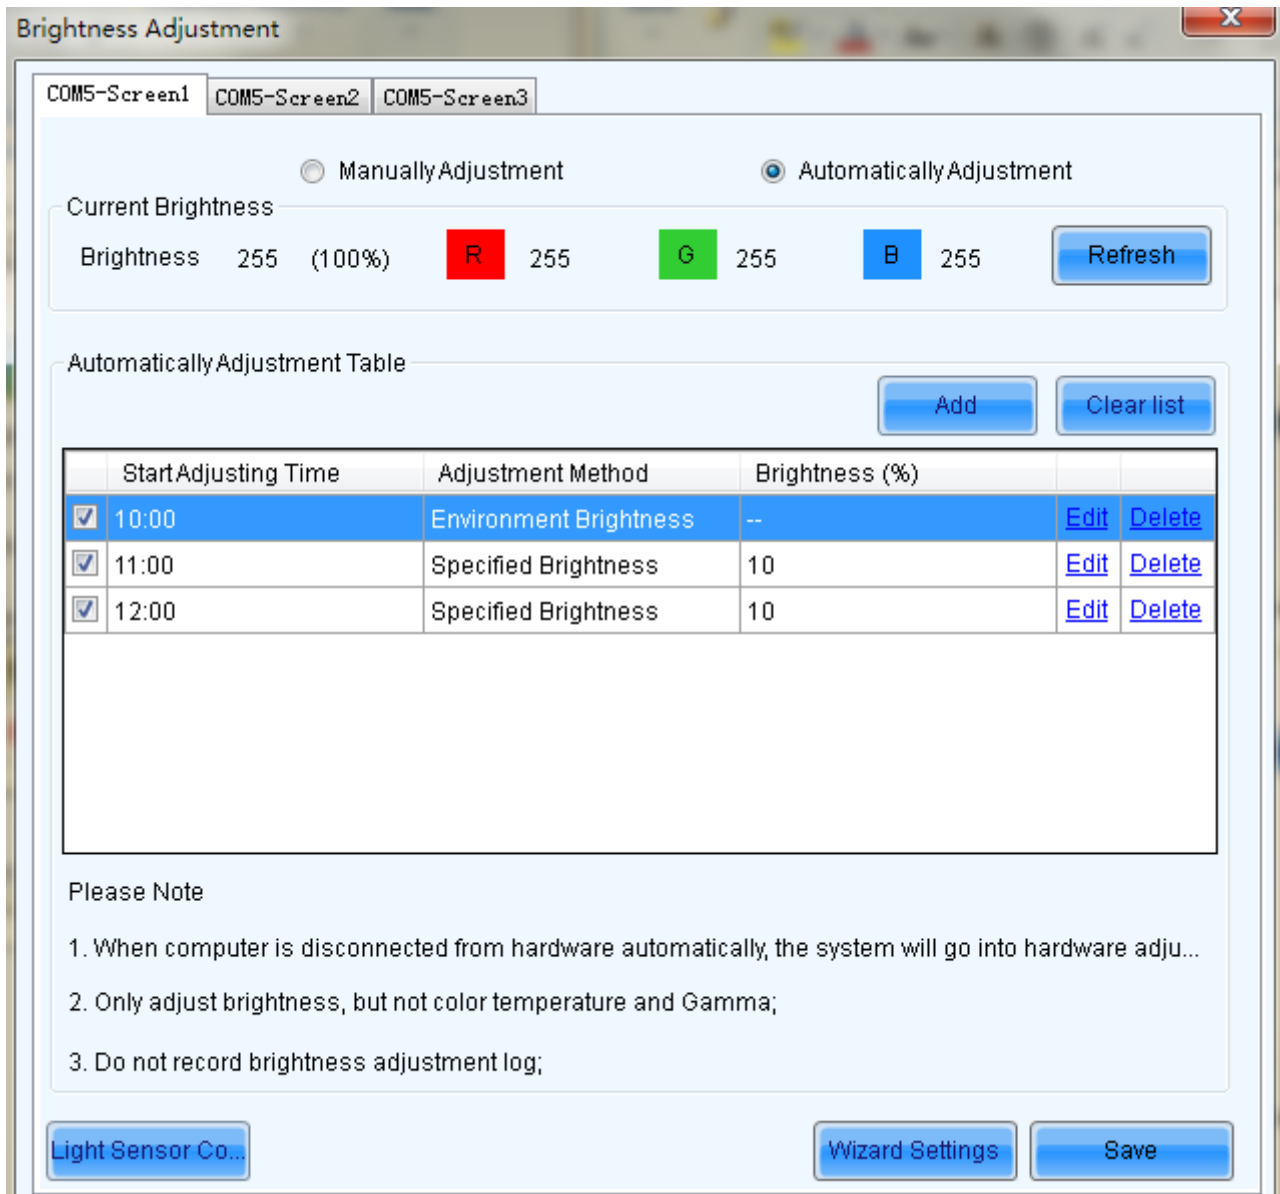 Brightness Adjustment
COM5-Screen1 COM5-Screen2 COM5-Screen3
Manually Adjustment Automatically Adjustment
Current Brightness
Brightness 255 (100%) R 255 G 255 B 255 Refresh
Automatically Adjustment Table
Add Clear list
Start Adjusting Time Adjustment Method Brightness (%)
10:00 Environment Brightness -- Edit Delete
11:00 Specified Brightness 10 Edit Delete
12:00 Specified Brightness 10 Edit Delete
Please Note
1. When computer is disconnected from hardware automatically, the system will go into hardware adju...
2. Only adjust brightness, but not color temperature and Gamma;
3. Do not record brightness adjustment log;
Light Sensor Co... Wizard Settings Save